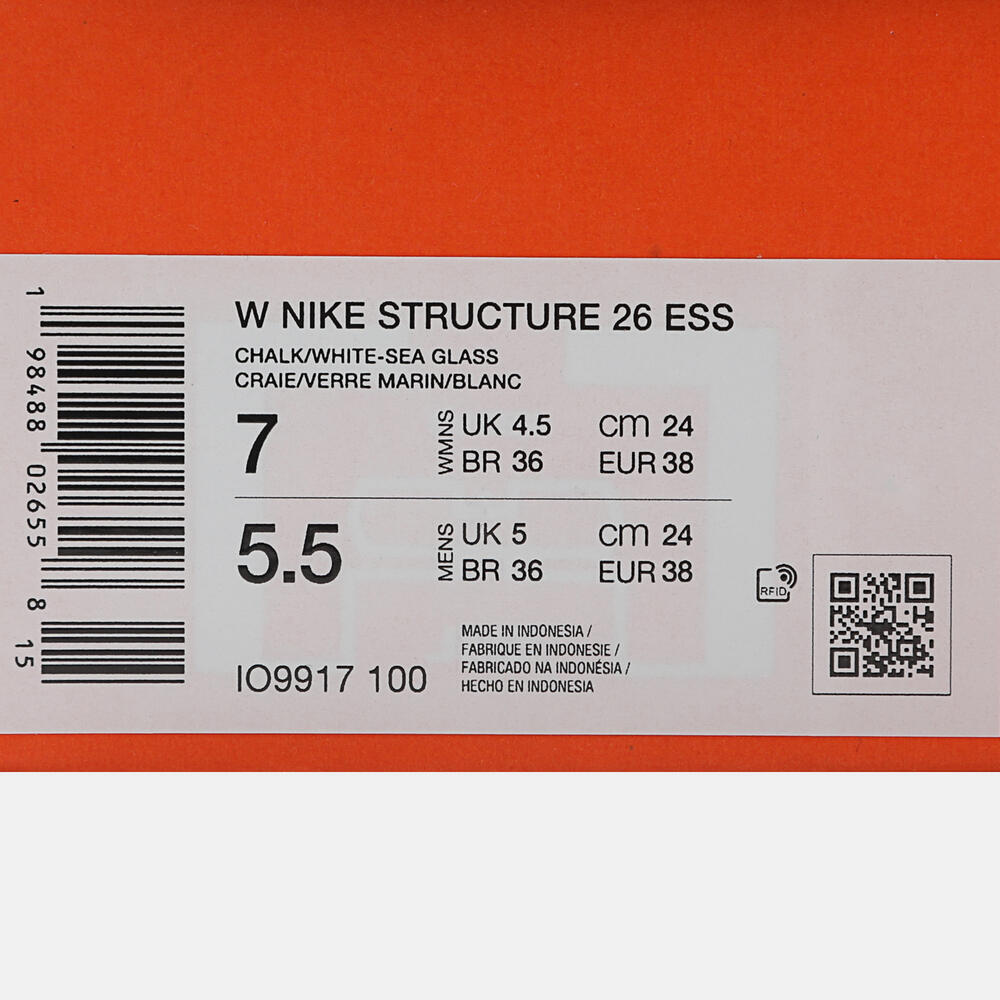 W NIKE STRUCTURE 26 ESS
CHALK/WHITE-SEA GLASS
CRAIE/VERRE MARIN/BLANC
7 WMNS UK 4.5 cm 24
BR 36 EUR 38
5.5 MENS UK 5 cm 24
BR 36 EUR 38
MADE IN INDONESIA /
FABRIQUE EN INDONESIE /
FABRICADO NA INDONÉSIA /
HECHO EN INDONESIA
IO9917 100
RFID
1 98488 02655 8 15